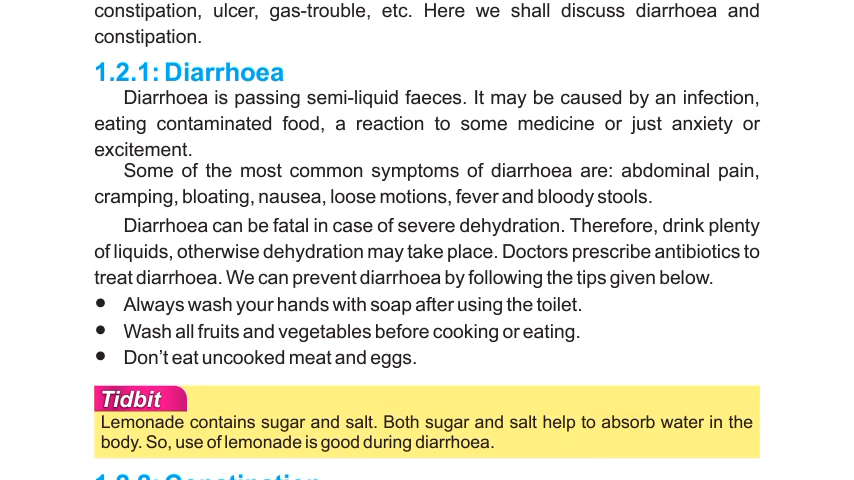 constipation, ulcer, gas-trouble, etc. Here we shall discuss diarrhoea and
constipation.
1.2.1: Diarrhoea
Diarrhoea is passing semi-liquid faeces. It may be caused by an infection,
eating contaminated food, a reaction to some medicine or just anxiety or
excitement.
Some of the most common symptoms of diarrhoea are: abdominal pain,
cramping, bloating, nausea, loose motions, fever and bloody stools.
Diarrhoea can be fatal in case of severe dehydration. Therefore, drink plenty
of liquids, otherwise dehydration may take place. Doctors prescribe antibiotics to
treat diarrhoea. We can prevent diarrhoea by following the tips given below.
• Always wash your hands with soap after using the toilet.
• Wash all fruits and vegetables before cooking or eating.
• Don't eat uncooked meat and eggs.
Tidbit
Lemonade contains sugar and salt. Both sugar and salt help to absorb water in the
body. So, use of lemonade is good during diarrhoea.
1.2.2: Constipation